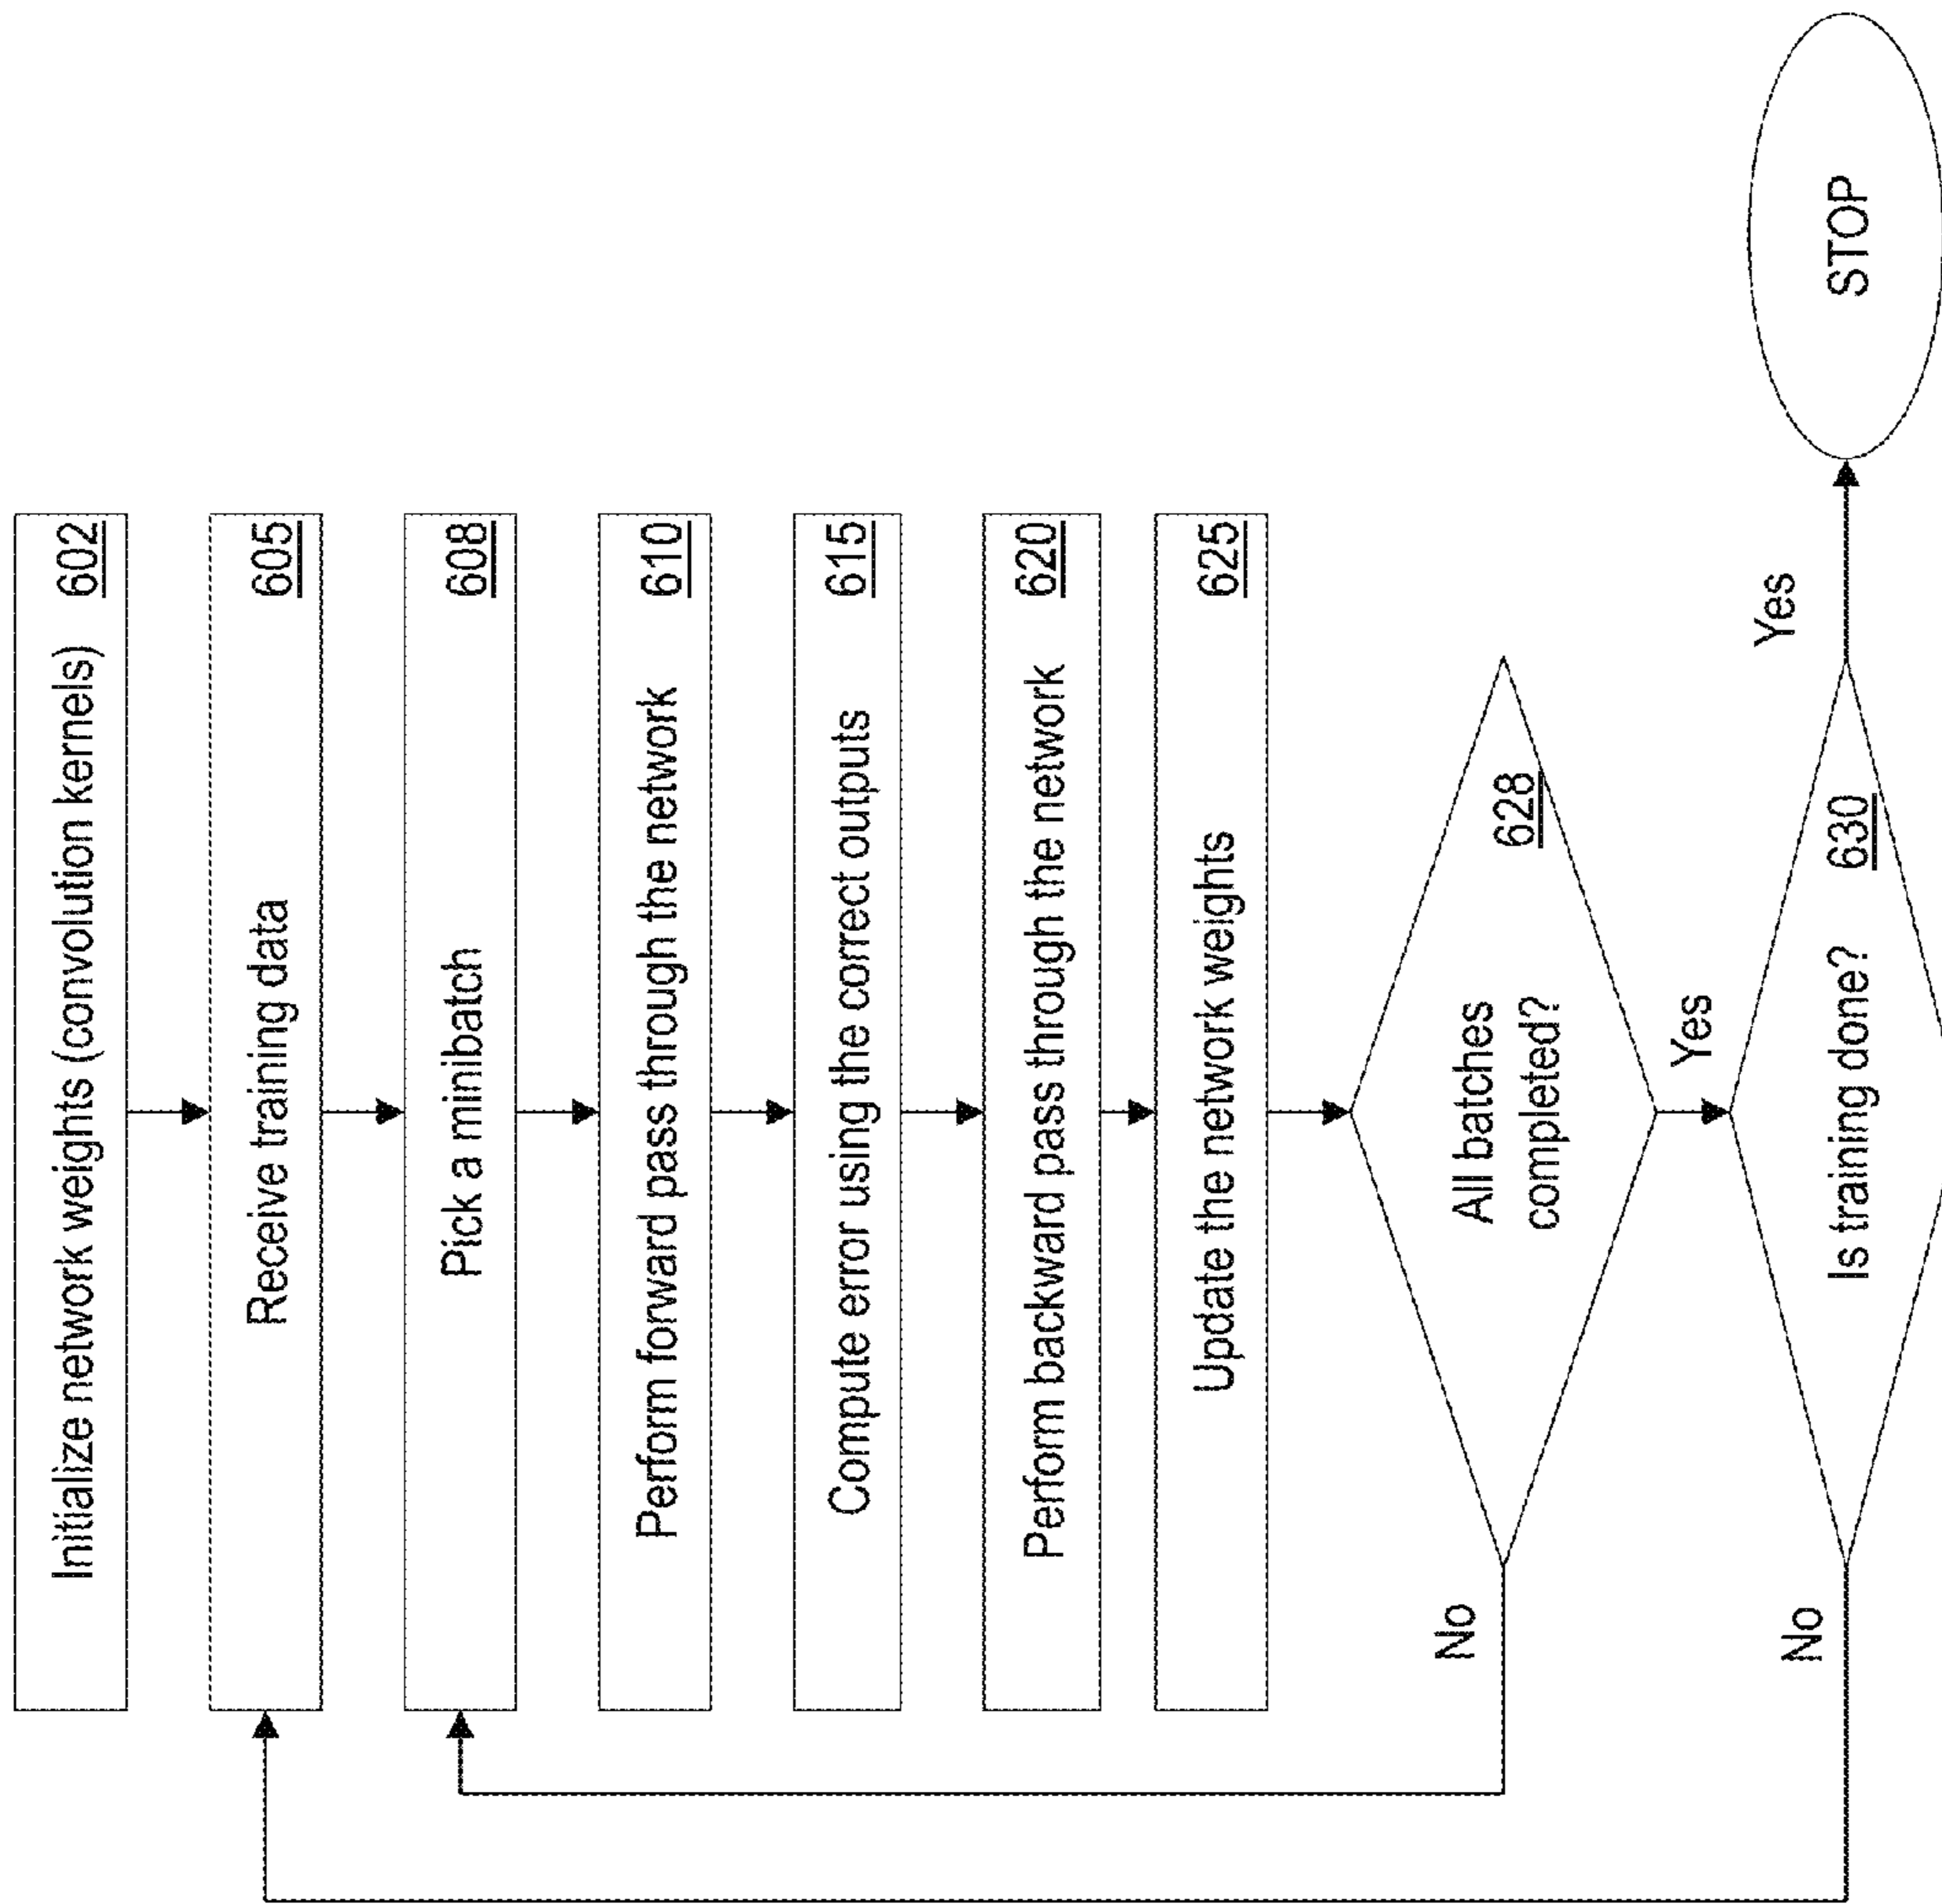 Initialize network weights (convolution kernels) 602
Receive training data 605
Pick a minibatch 608
Perform forward pass through the network 610
Compute error using the correct outputs 615
Perform backward pass through the network 620
Update the network weights 625
All batches
completed?
628
No
Yes
Is training done? 630
No
Yes
STOP